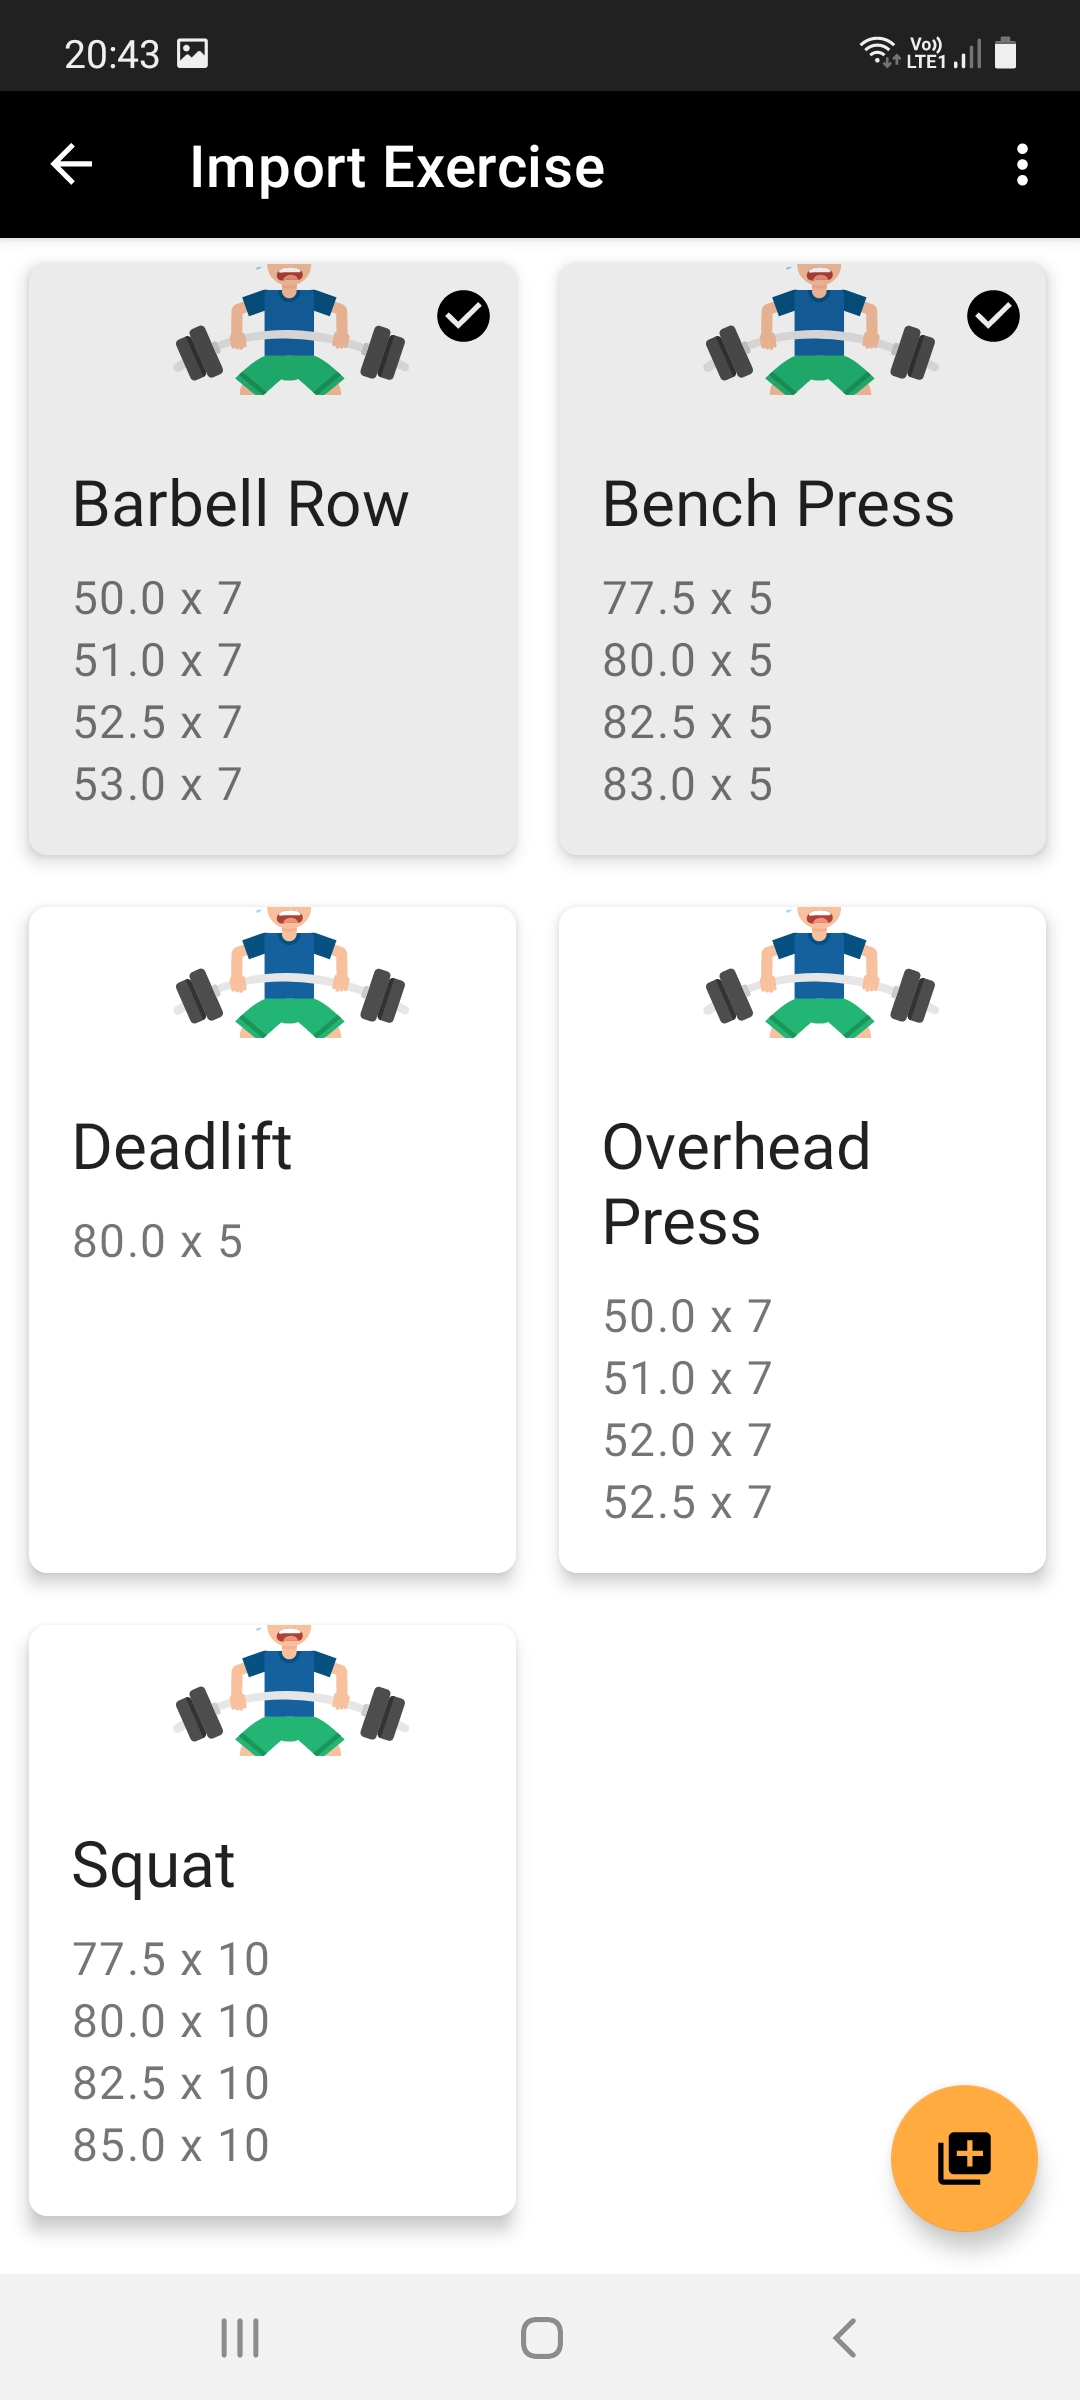 20:43
Vo))
LTE1
Import Exercise
Barbell Row
50.0 x 7
51.0 x 7
52.5 x 7
53.0 x 7
Bench Press
77.5 x 5
80.0 x 5
82.5 x 5
83.0 x 5
Deadlift
80.0 x 5
Overhead
Press
50.0 x 7
51.0 x 7
52.0 x 7
52.5 x 7
Squat
77.5 x 10
80.0 x 10
82.5 x 10
85.0 x 10